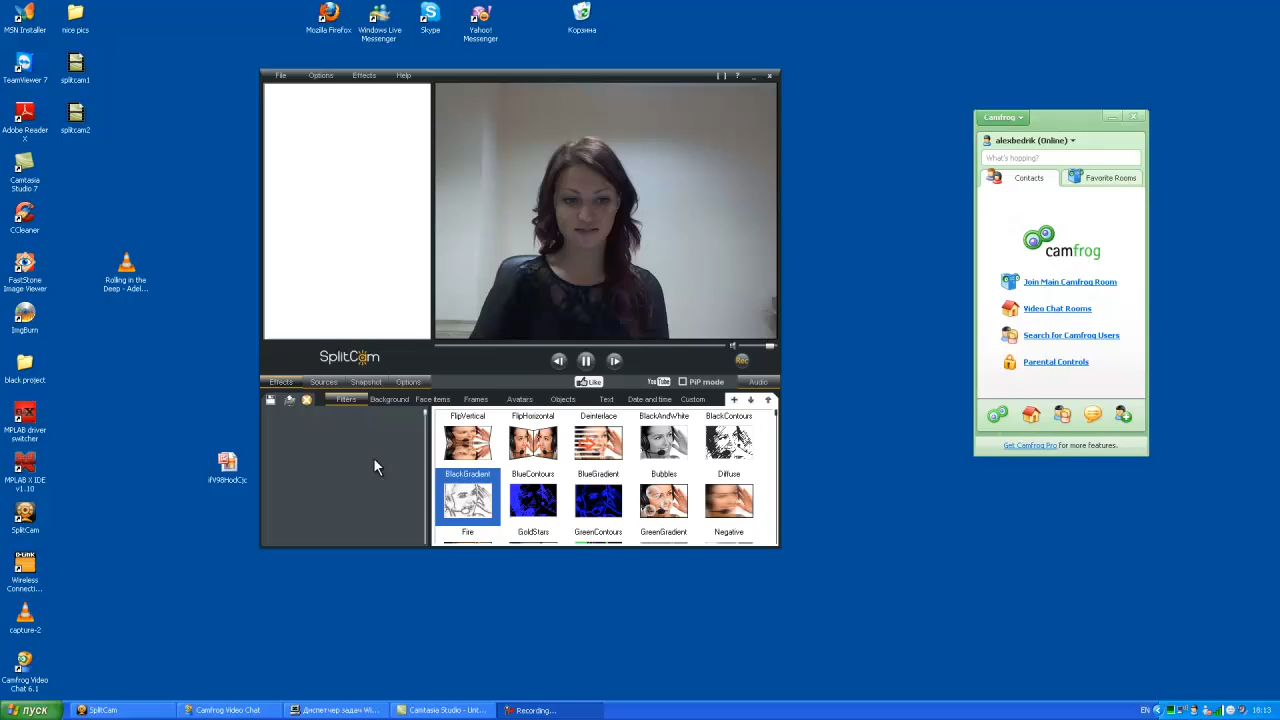 MSN Installer
nice pics
Mozilla Firefox
Windows Live Messenger
Skype
Yahoo! Messenger
Корзина
TeamViewer 7
splitcam1
Adobe Reader X
splitcam2
Camtasia Studio 7
CCleaner
FastStone Image Viewer
Rolling in the Deep - Adel...
ImgBurn
black project
MPLAB driver switcher
MPLAB X IDE v1.10
ifV98HodCjc
SplitCam
D-Link
Wireless Connecti...
capture-2
Camfrog Video Chat 6.1
File Options Effects Help
[ ] ? _ x
SplitCam
Rec
Effects Sources Snapshot Options
Like
You Tube
PiP mode
Audio
Filters Background Face items Frames Avatars Objects Text Date and time Custom
FlipVertical FlipHorizontal Deinterlace BlackAndWhite BlackContours
BlackGradient BlueContours BlueGradient Bubbles Diffuse
Fire GoldStars GreenContours GreenGradient Negative
Camfrog
alexbedrik (Online)
What's hopping?
Contacts
Favorite Rooms
camfrog
Join Main Camfrog Room
Video Chat Rooms
Search for Camfrog Users
Parental Controls
Get Camfrog Pro for more features.
пуск
SplitCam
Camfrog Video Chat
Диспетчер задач Wi...
Camtasia Studio - Unt...
Recording...
EN
18:13